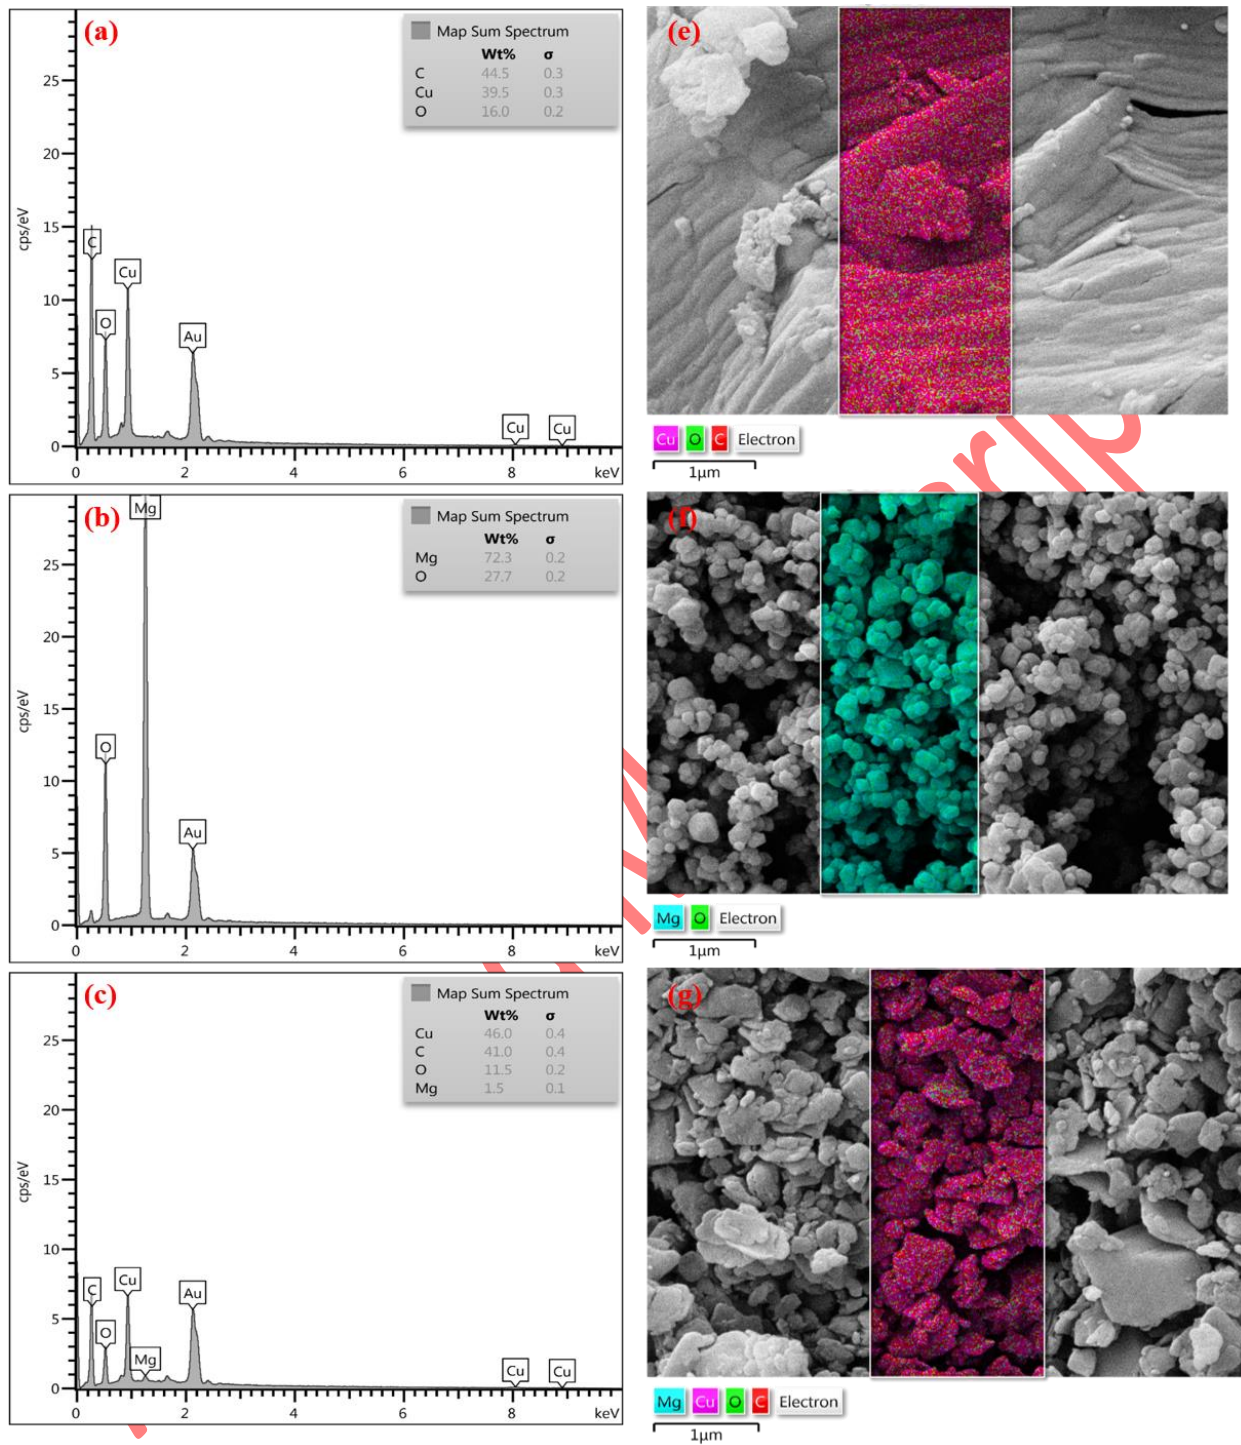 (a)
Map Sum Spectrum
Wt% σ
C 44.5 0.3
Cu 39.5 0.3
O 16.0 0.2
25
20
15
10
5
0
cps/eV
C
O
Cu
Au
Cu
Cu
0 2 4 6 8 keV
(e)
Cu O C Electron
1µm
(b)
Map Sum Spectrum
Wt% σ
Mg 72.3 0.2
O 27.7 0.2
25
20
15
10
5
0
cps/eV
Mg
O
Au
0 2 4 6 8 keV
(f)
Mg O Electron
1µm
(c)
Map Sum Spectrum
Wt% σ
Cu 46.0 0.4
C 41.0 0.4
O 11.5 0.2
Mg 1.5 0.1
25
20
15
10
5
0
cps/eV
C
O
Cu
Mg
Au
Cu
Cu
0 2 4 6 8 keV
(g)
Mg Cu O C Electron
1µm